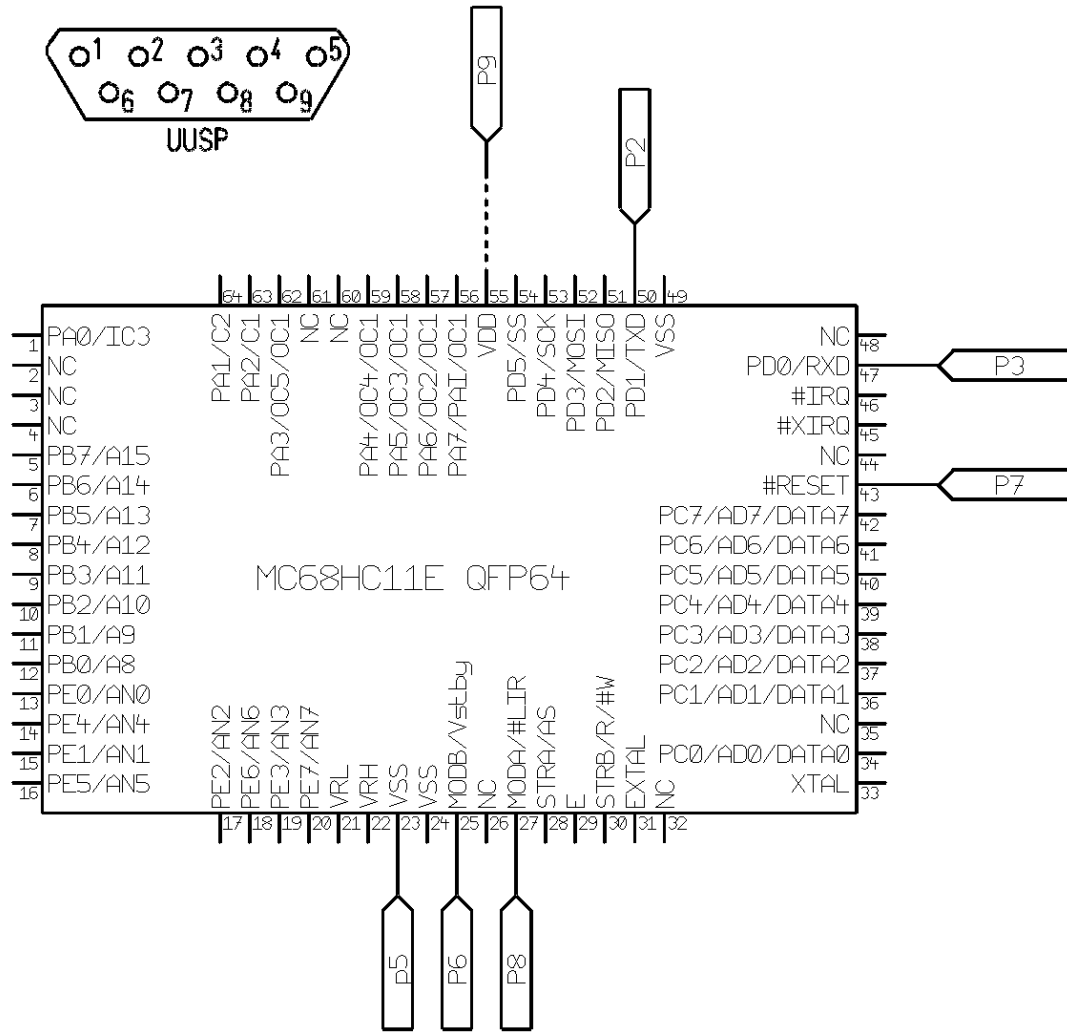 1 2 3 4 5
6 7 8 9
UUSP
P9
P2
64 63 62 61 60 59 58 57 56 55 54 53 52 51 50 49
PA1/C2
PA2/C1
PA3/OC5/OC1
NC
NC
PA4/OC4/OC1
PA5/OC3/OC1
PA6/OC2/OC1
PA7/PAI/OC1
VDD
PD5/SS
PD4/SCK
PD3/MOSI
PD2/MISO
PD1/TXD
VSS
1 PA0/IC3
2 NC
3 NC
4 NC
5 PB7/A15
6 PB6/A14
7 PB5/A13
8 PB4/A12
9 PB3/A11
10 PB2/A10
11 PB1/A9
12 PB0/A8
13 PE0/AN0
14 PE4/AN4
15 PE1/AN1
16 PE5/AN5
MC68HC11E QFP64
NC 48
PD0/RXD 47 P3
#IRQ 46
#XIRQ 45
NC 44
#RESET 43 P7
PC7/AD7/DATA7 42
PC6/AD6/DATA6 41
PC5/AD5/DATA5 40
PC4/AD4/DATA4 39
PC3/AD3/DATA3 38
PC2/AD2/DATA2 37
PC1/AD1/DATA1 36
NC 35
PC0/AD0/DATA0 34
XTAL 33
PE2/AN2
PE6/AN6
PE3/AN3
PE7/AN7
VRL
VRH
VSS
VSS
MODB/Vstby
NC
MODA/#LIR
STRA/AS
E
STRB/R/#W
EXTAL
NC
17 18 19 20 21 22 23 24 25 26 27 28 29 30 31 32
P5
P6
P8